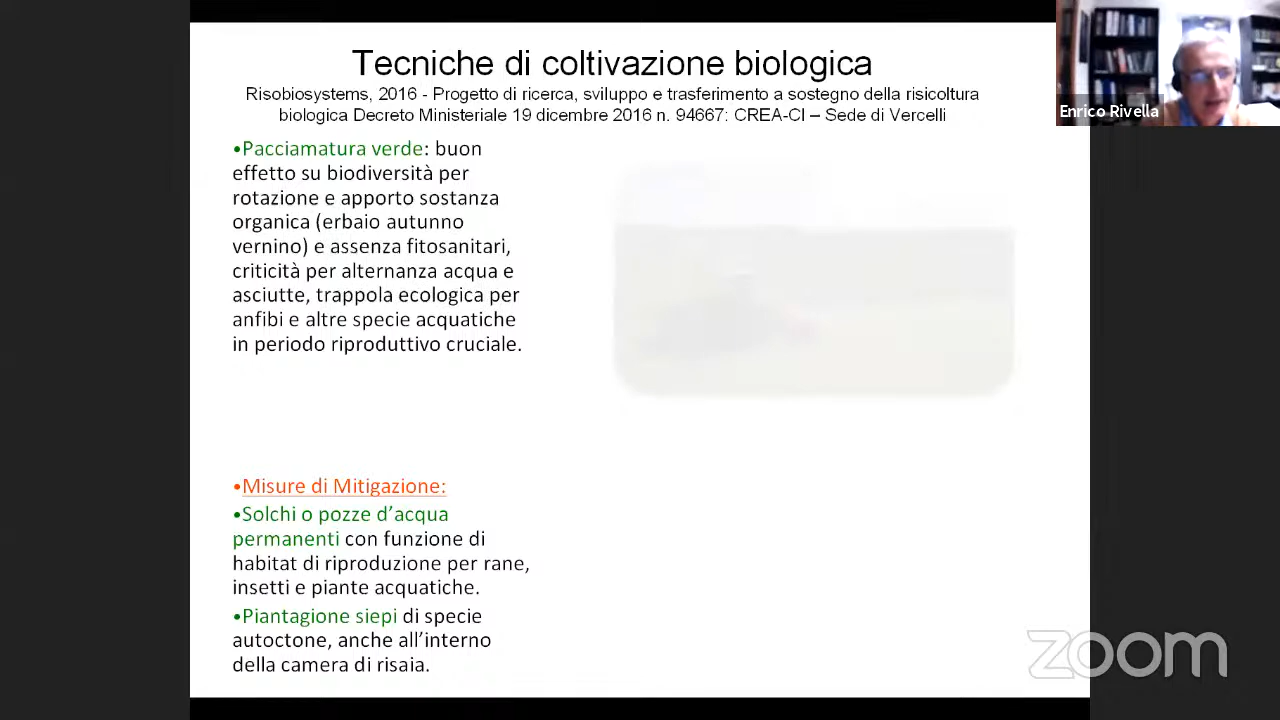 Tecniche di coltivazione biologica
Risobiosystems, 2016 - Progetto di ricerca, sviluppo e trasferimento a sostegno della risicoltura
biologica Decreto Ministeriale 19 dicembre 2016 n. 94667: CREA-CI – Sede di Vercelli
Enrico Rivella
•Pacciamatura verde: buon
effetto su biodiversità per
rotazione e apporto sostanza
organica (erbaio autunno
vernino) e assenza fitosanitari,
criticità per alternanza acqua e
asciutte, trappola ecologica per
anfibi e altre specie acquatiche
in periodo riproduttivo cruciale.
•Misure di Mitigazione:
•Solchi o pozze d’acqua
permanenti con funzione di
habitat di riproduzione per rane,
insetti e piante acquatiche.
•Piantagione siepi di specie
autoctone, anche all’interno
della camera di risaia.
zoom